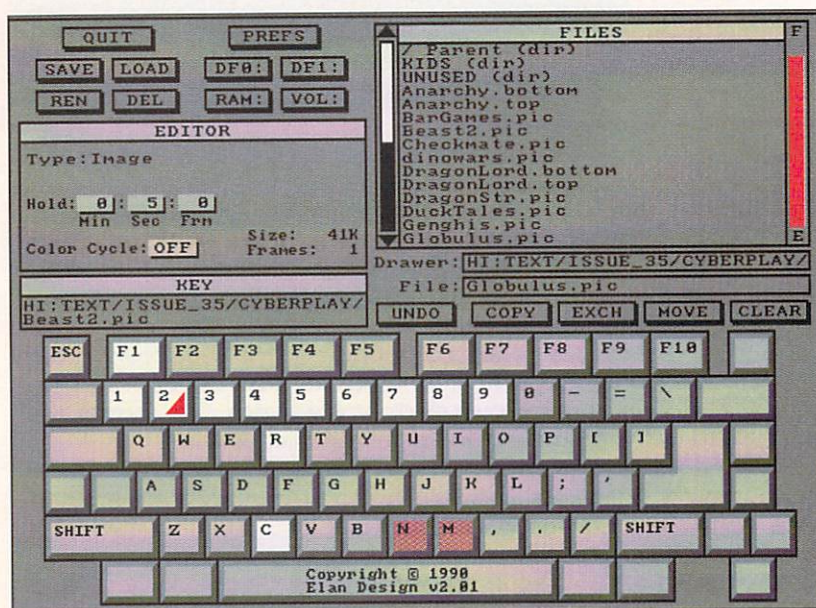 QUIT PREFS
SAVE LOAD DF0: DF1:
REN DEL RAM: VOL:
EDITOR
Type:Image
Hold: 0: 5: 0
Min Sec Frm
Size: 41K
Color Cycle: OFF Frames: 1
KEY
HI:TEXT/ISSUE_35/CYBERPLAY/
Beast2.pic
FILES F
/ Parent (dir)
KIDS (dir)
UNUSED (dir)
Anarchy.bottom
Anarchy.top
BarGames.pic
Beast2.pic
Checkmate.pic
dinowars.pic
DragonLord.bottom
DragonLord.top
DragonStr.pic
DuckTales.pic
Genghis.pic
Globulus.pic E
Drawer: HI:TEXT/ISSUE_35/CYBERPLAY/
File: Globulus.pic
UNDO COPY EXCH MOVE CLEAR
ESC F1 F2 F3 F4 F5 F6 F7 F8 F9 F10
1 2 3 4 5 6 7 8 9 0 - = \
Q W E R T Y U I O P [ ]
A S D F G H J K L ; '
SHIFT Z X C V B N M , . / SHIFT
Copyright © 1990
Elan Design v2.01